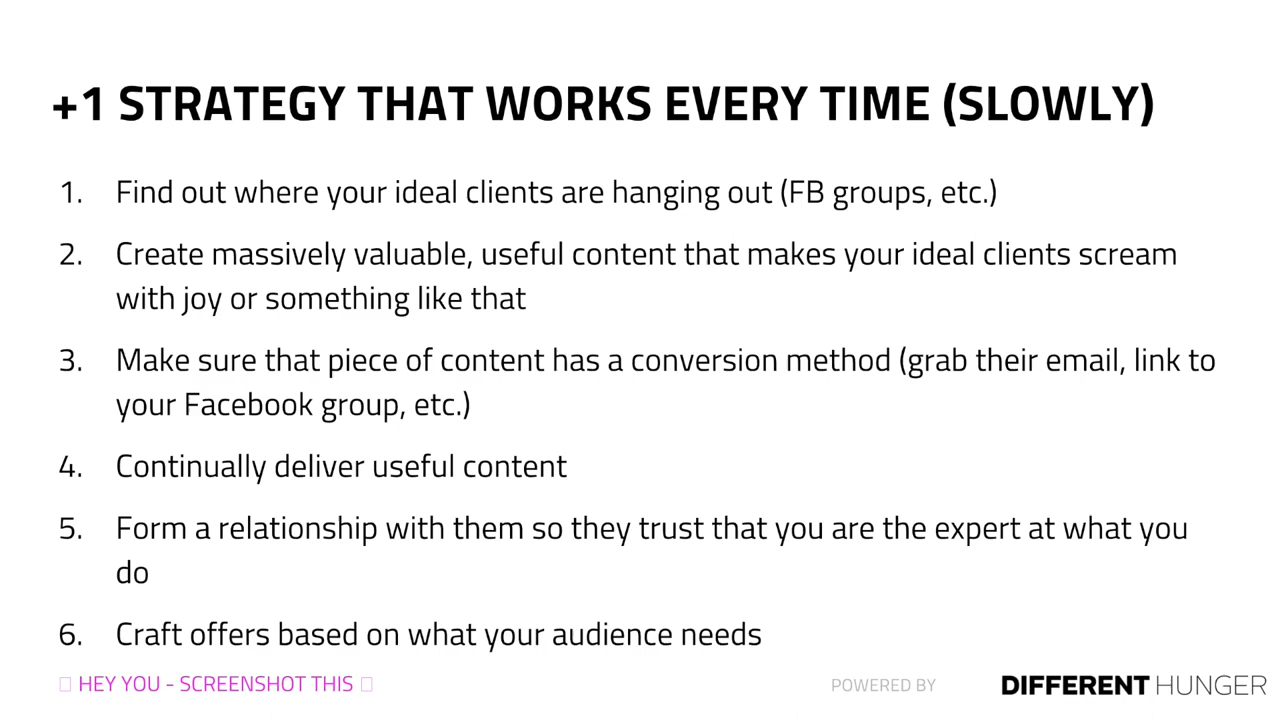 +1 STRATEGY THAT WORKS EVERY TIME (SLOWLY)
1. Find out where your ideal clients are hanging out (FB groups, etc.)
2. Create massively valuable, useful content that makes your ideal clients scream
with joy or something like that
3. Make sure that piece of content has a conversion method (grab their email, link to
your Facebook group, etc.)
4. Continually deliver useful content
5. Form a relationship with them so they trust that you are the expert at what you
do
6. Craft offers based on what your audience needs
HEY YOU - SCREENSHOT THIS
POWERED BY
DIFFERENT HUNGER